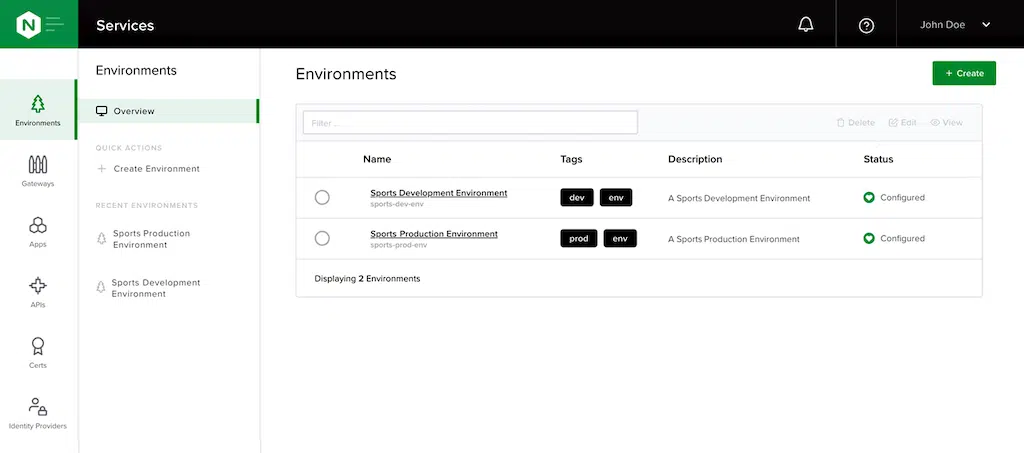 N
Services
John Doe
Environments
Gateways
Apps
APIs
Certs
Identity Providers
Environments
Overview
QUICK ACTIONS
Create Environment
RECENT ENVIRONMENTS
Sports Production
Environment
Sports Development
Environment
Environments
+ Create
Filter ...
Delete Edit View
Name Tags Description Status
Sports Development Environment dev env A Sports Development Environment Configured
sports-dev-env
Sports Production Environment prod env A Sports Production Environment Configured
sports-prod-env
Displaying 2 Environments